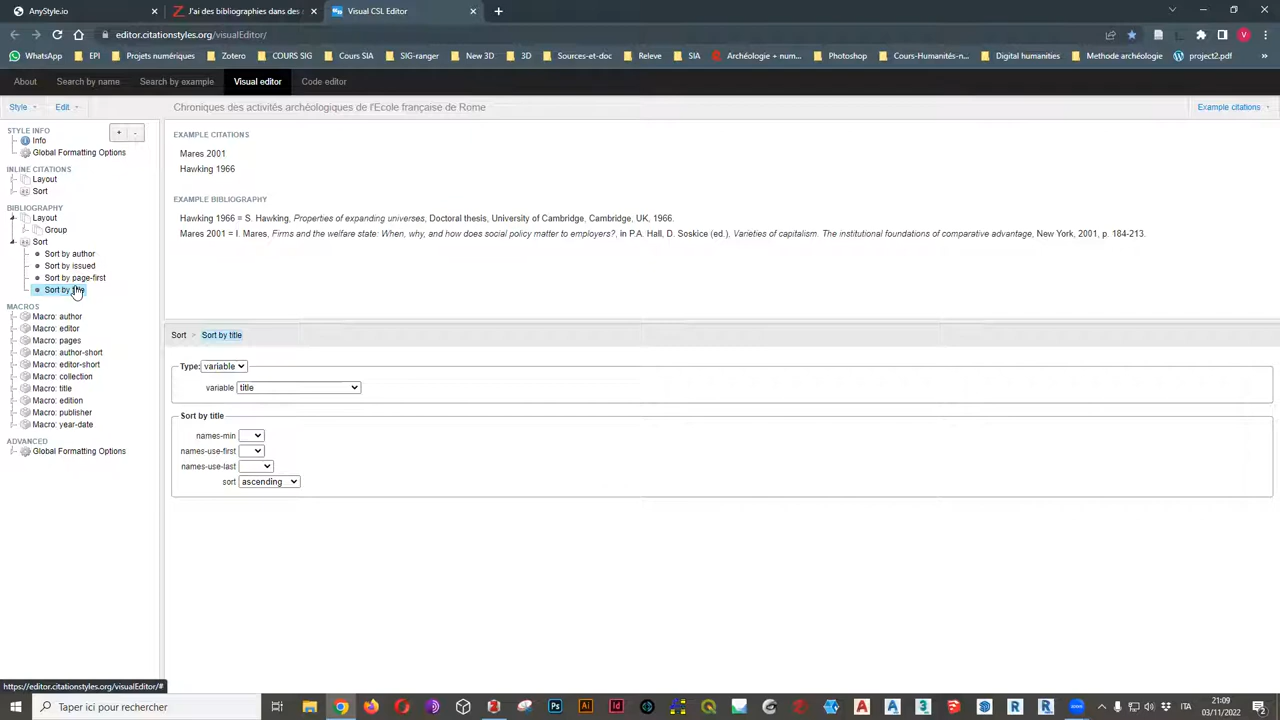 AnyStyle.io
J'ai des bibliographies dans des
Visual CSL Editor
editor.citationstyles.org/visualEditor/
WhatsApp EPI Projets numériques Zotero COURS SIG Cours SIA SIG-ranger New 3D 3D Sources-et-doc Releve SIA Archéologie + num... Photoshop Cours-Humanités-n... Digital humanities Methode archéologie project2.pdf
About Search by name Search by example Visual editor Code editor
Style Edit Chroniques des activités archéologiques de l'Ecole française de Rome Example citations
STYLE INFO
Info
Global Formatting Options
INLINE CITATIONS
Layout
Sort
BIBLIOGRAPHY
Layout
Group
Sort
Sort by author
Sort by issued
Sort by page-first
Sort by title
MACROS
Macro: author
Macro: editor
Macro: pages
Macro: author-short
Macro: editor-short
Macro: collection
Macro: title
Macro: edition
Macro: publisher
Macro: year-date
ADVANCED
Global Formatting Options
EXAMPLE CITATIONS
Mares 2001
Hawking 1966
EXAMPLE BIBLIOGRAPHY
Hawking 1966 = S. Hawking, Properties of expanding universes, Doctoral thesis, University of Cambridge, Cambridge, UK, 1966.
Mares 2001 = I. Mares, Firms and the welfare state: When, why, and how does social policy matter to employers?, in P.A. Hall, D. Soskice (ed.), Varieties of capitalism. The institutional foundations of comparative advantage, New York, 2001, p. 184-213.
Sort > Sort by title
Type: variable
variable title
Sort by title
names-min
names-use-first
names-use-last
sort ascending
https://editor.citationstyles.org/visualEditor/#
Taper ici pour rechercher
ITA
21:09
03/11/2022